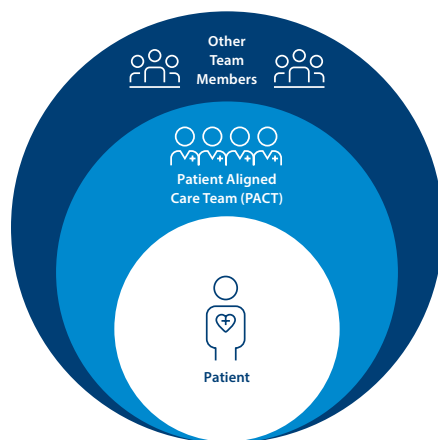 Other
Team
Members
Patient Aligned
Care Team (PACT)
Patient